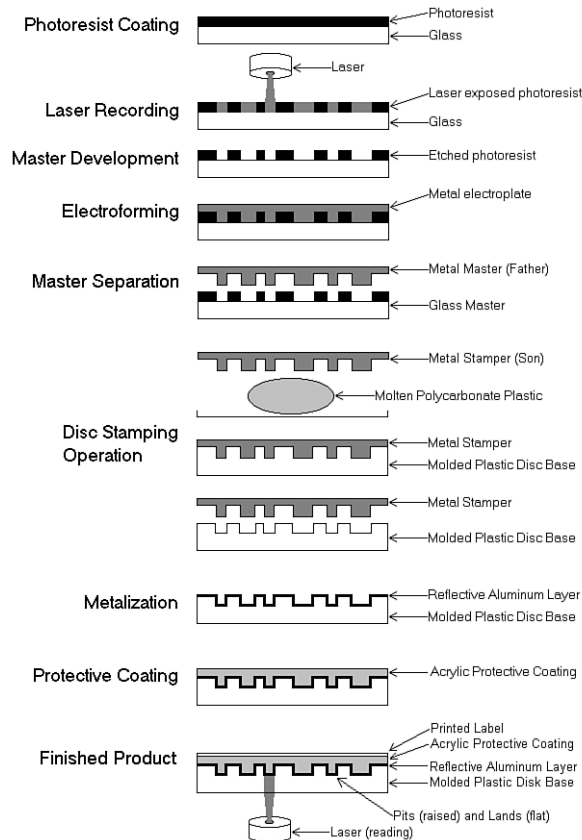 Photoresist Coating
Photoresist
Glass
Laser
Laser Recording
Laser exposed photoresist
Glass
Master Development
Etched photoresist
Electroforming
Metal electroplate
Master Separation
Metal Master (Father)
Glass Master
Metal Stamper (Son)
Molten Polycarbonate Plastic
Disc Stamping
Operation
Metal Stamper
Molded Plastic Disc Base
Metal Stamper
Molded Plastic Disc Base
Metalization
Reflective Aluminum Layer
Molded Plastic Disc Base
Protective Coating
Acrylic Protective Coating
Finished Product
Printed Label
Acrylic Protective Coating
Reflective Aluminum Layer
Molded Plastic Disk Base
Pits (raised) and Lands (flat)
Laser (reading)